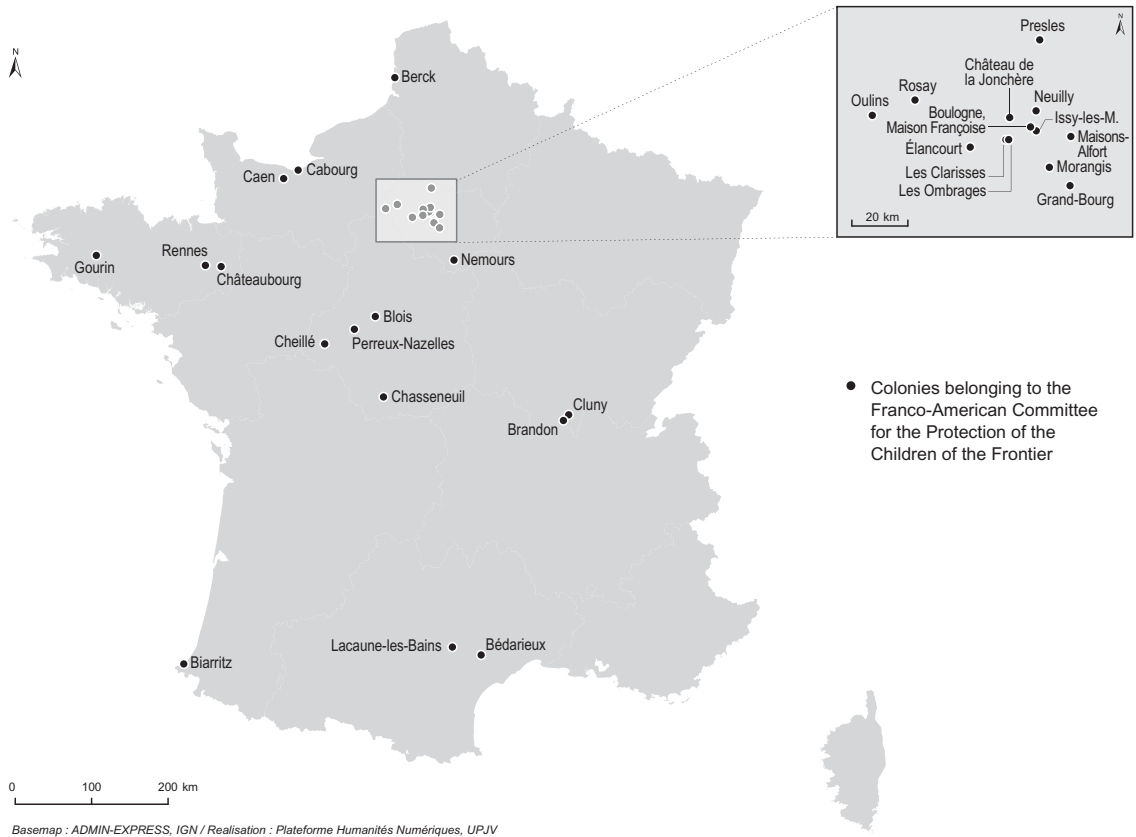 N
Berck
Caen
Cabourg
Gourin
Rennes
Châteaubourg
Nemours
Blois
Perreux-Nazelles
Cheillé
Chasseneuil
Cluny
Brandon
Lacaune-les-Bains
Bédarieux
Biarritz
N
Presles
Château de
la Jonchère
Rosay
Oulins
Neuilly
Boulogne,
Maison Françoise
Issy-les-M.
Élancourt
Maisons-
Alfort
Les Clarisses
Morangis
Les Ombrages
Grand-Bourg
20 km
Colonies belonging to the
Franco-American Committee
for the Protection of the
Children of the Frontier
0 100 200 km
Basemap : ADMIN-EXPRESS, IGN / Realisation : Plateforme Humanités Numériques, UPJV